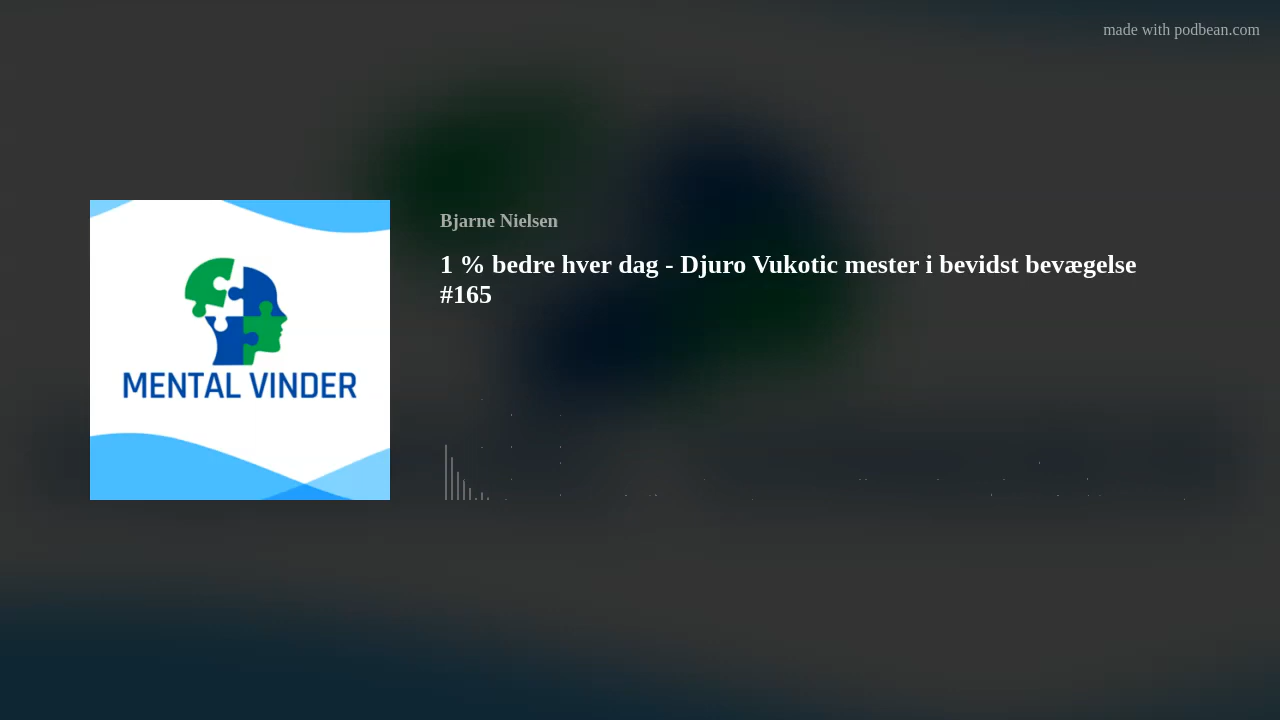 made with podbean.com
Bjarne Nielsen
1 % bedre hver dag - Djuro Vukotic mester i bevidst bevægelse
#165
MENTAL VINDER